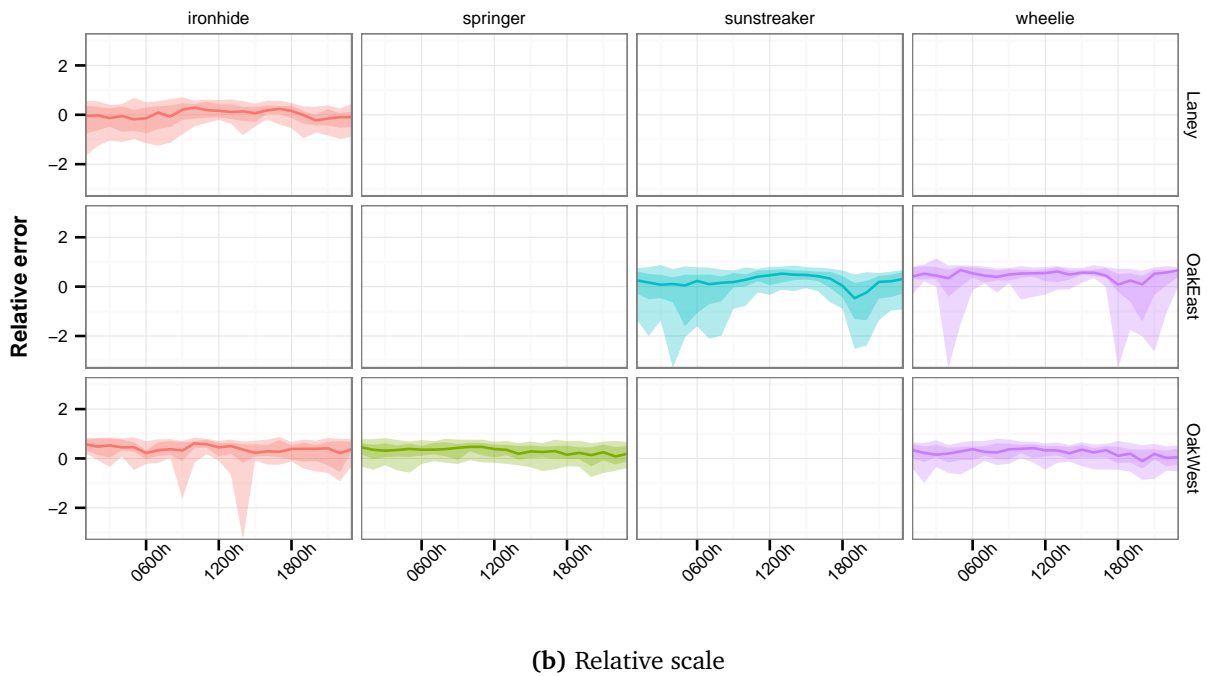 ironhide springer sunstreaker wheelie
2
0
−2
Laney
2
0
−2
OakEast
2
0
−2
OakWest
Relative error
0600h 1200h 1800h 0600h 1200h 1800h 0600h 1200h 1800h 0600h 1200h 1800h
(b) Relative scale